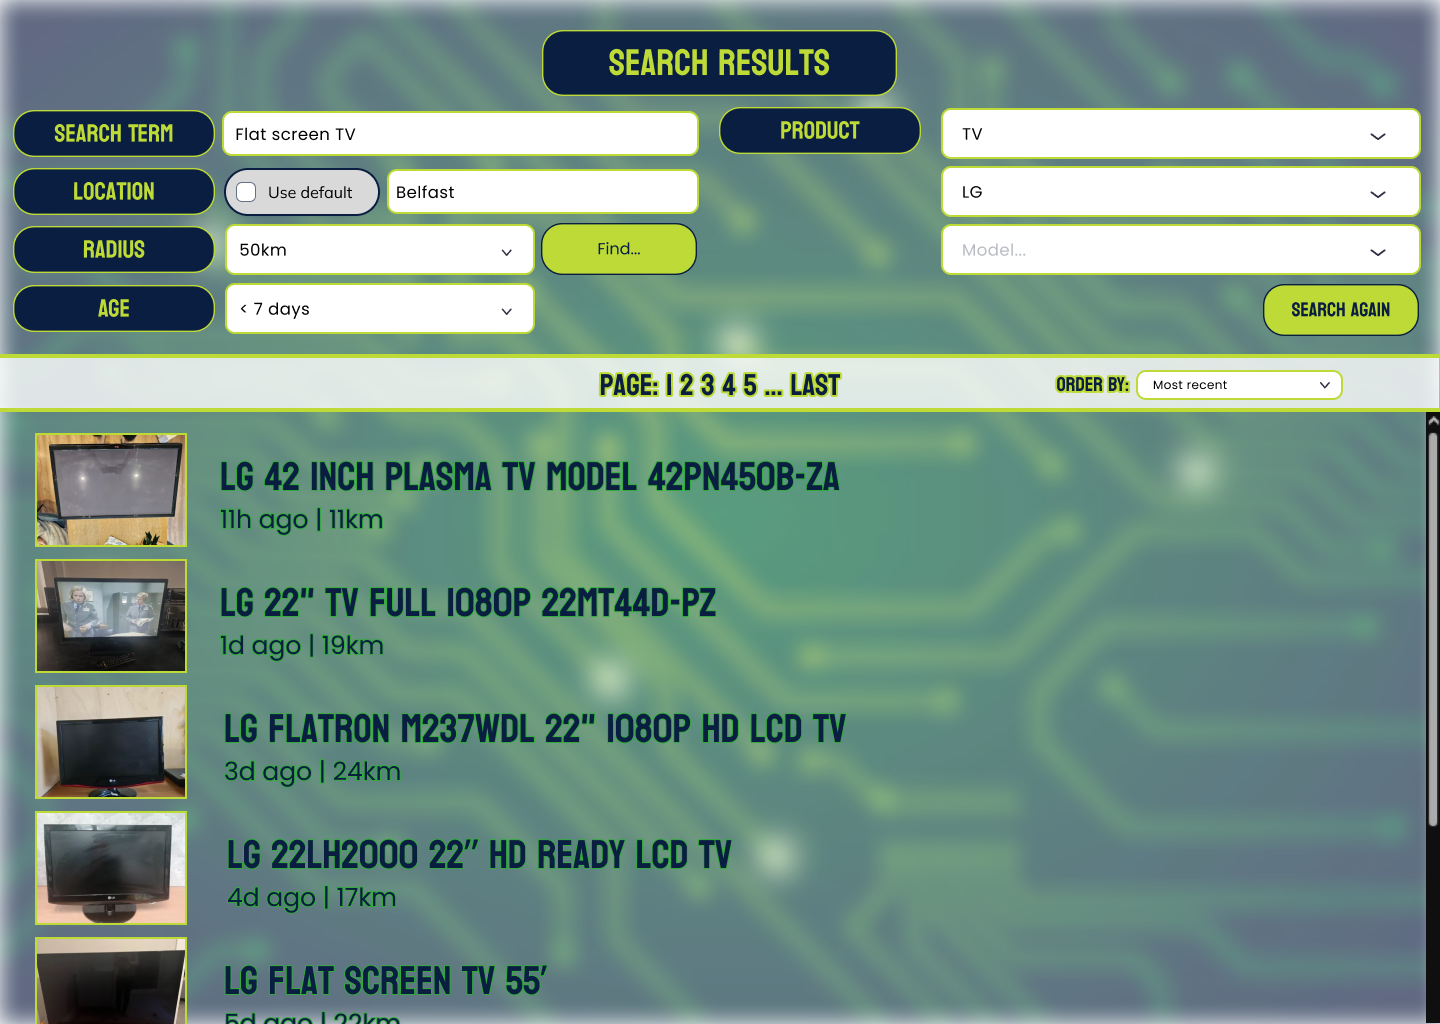 SEARCH RESULTS
SEARCH TERM
Flat screen TV
PRODUCT
TV
LOCATION
Use default
Belfast
LG
RADIUS
50km
Find...
Model...
AGE
< 7 days
SEARCH AGAIN
PAGE: 1 2 3 4 5 ... LAST
ORDER BY:
Most recent
LG 42 INCH PLASMA TV MODEL 42PN450B-ZA
11h ago | 11km
LG 22" TV FULL 1080P 22MT44D-PZ
1d ago | 19km
LG FLATRON M237WDL 22" 1080P HD LCD TV
3d ago | 24km
LG 22LH2000 22” HD READY LCD TV
4d ago | 17km
LG FLAT SCREEN TV 55’
5d ago | 22km